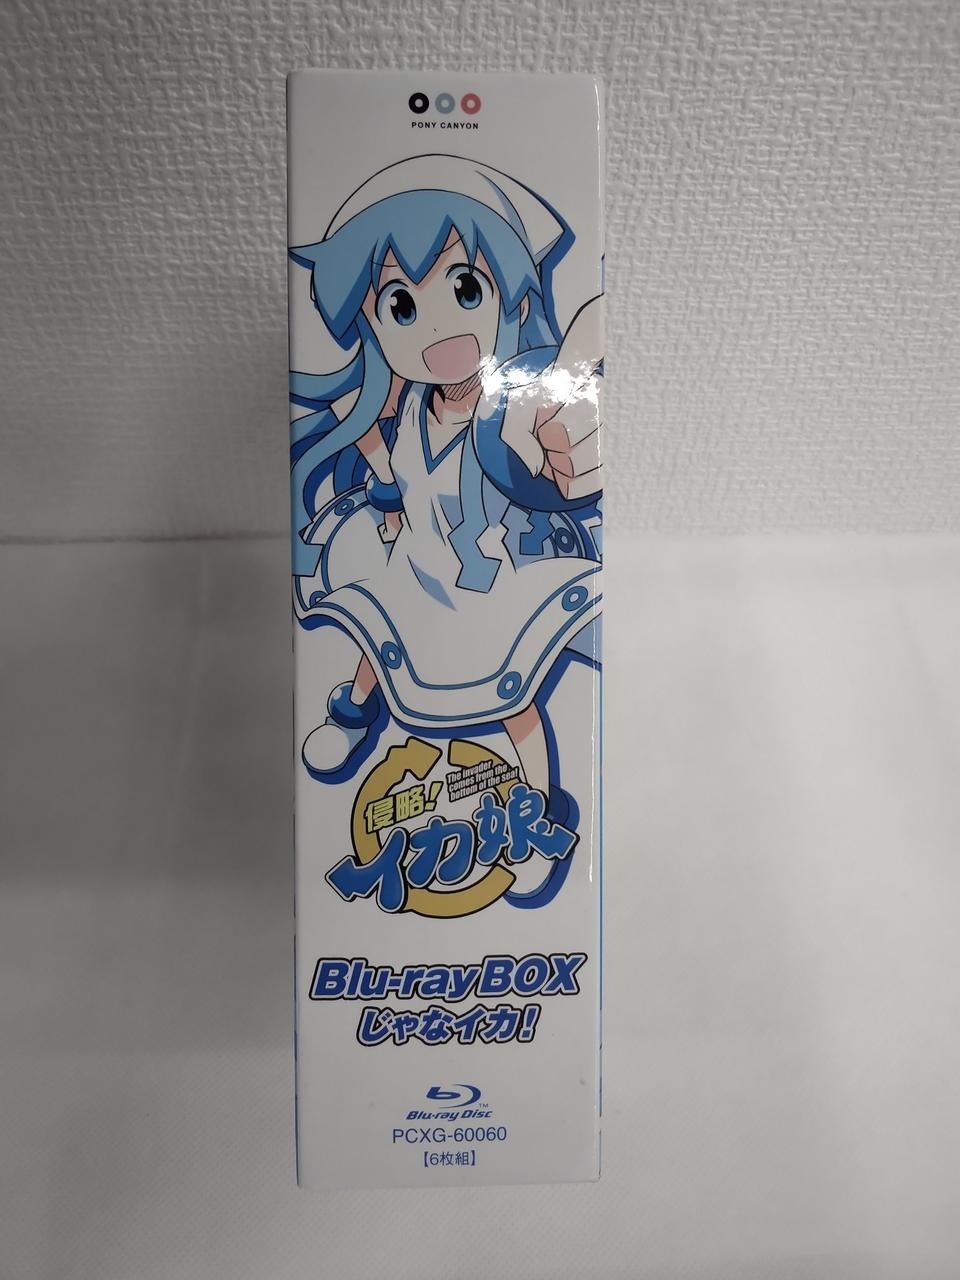 PONY CANYON
侵略!
The invader
comes from the
bottom of the sea!
イカ娘
Blu-ray BOX
じゃなイカ!
Blu-ray Disc™
PCXG-60060
【6枚組】